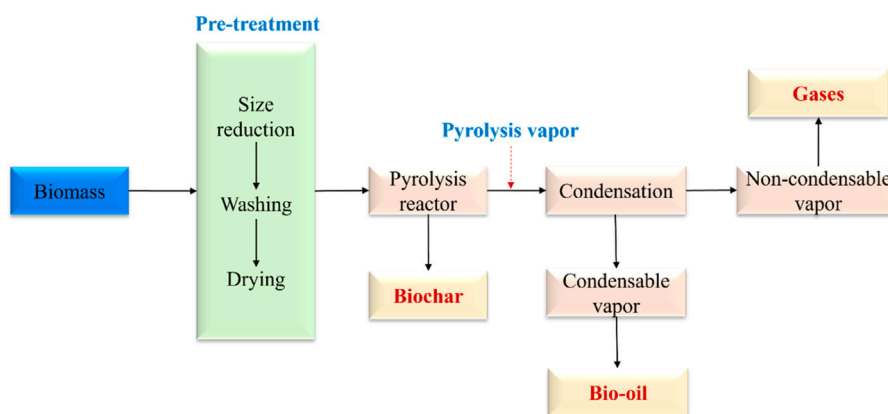 Pre-treatment
Size
reduction
Washing
Drying
Biomass
Pyrolysis
reactor
Biochar
Pyrolysis vapor
Condensation
Condensable
vapor
Bio-oil
Non-condensable
vapor
Gases